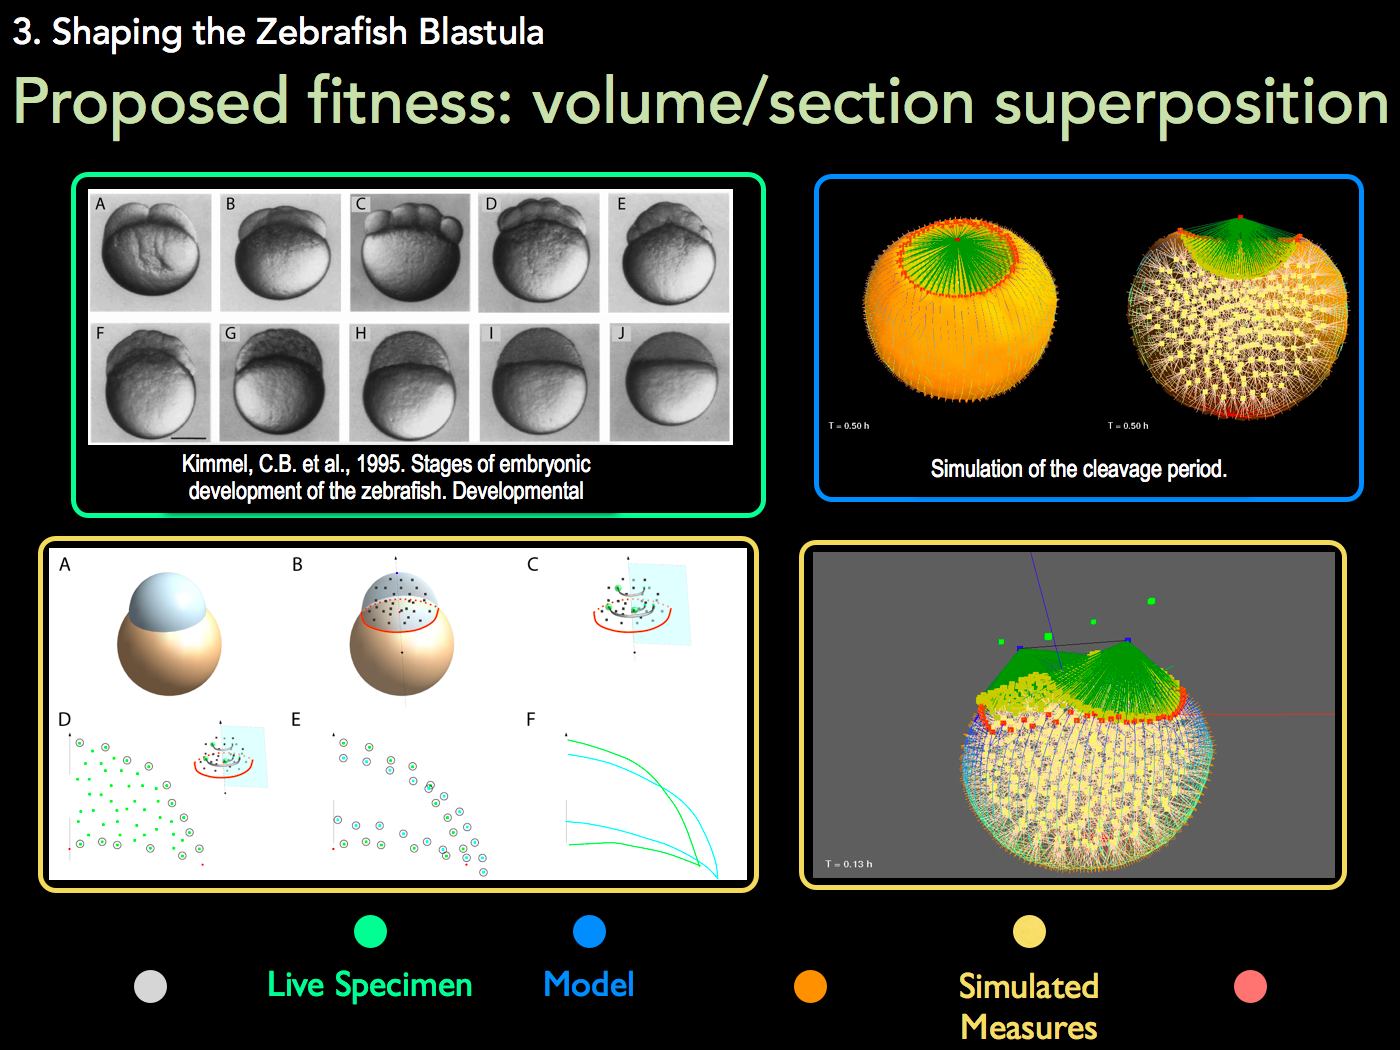 3. Shaping the Zebrafish Blastula
Proposed fitness: volume/section superposition
A
B
C
D
E
F
G
H
I
J
Kimmel, C.B. et al., 1995. Stages of embryonic
development of the zebrafish. Developmental
T = 0.50 h
T = 0.50 h
Simulation of the cleavage period.
A
B
C
D
E
F
T = 0.13 h
Live Specimen
Model
Simulated
Measures